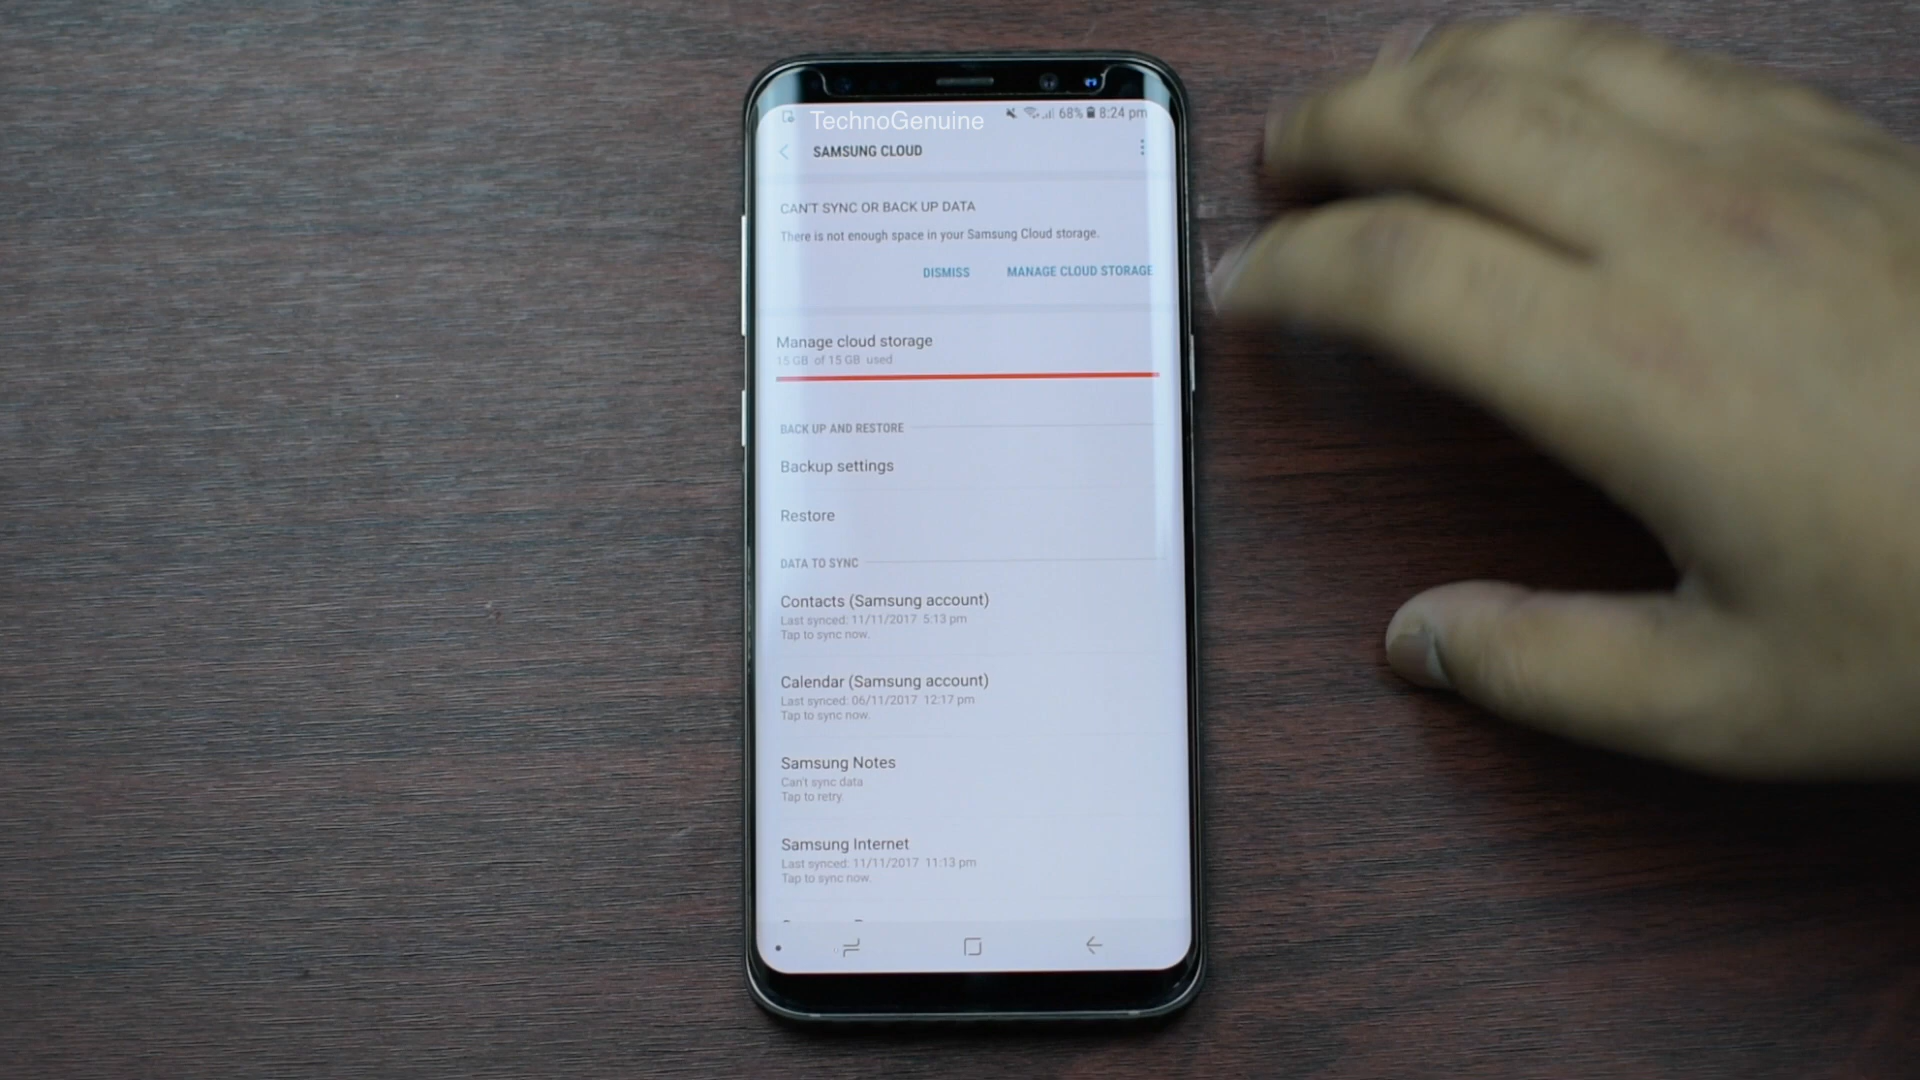 TechnoGenuine
68% 8:24 pm
SAMSUNG CLOUD
CAN'T SYNC OR BACK UP DATA
There is not enough space in your Samsung Cloud storage.
DISMISS MANAGE CLOUD STORAGE
Manage cloud storage
15 GB of 15 GB used
BACK UP AND RESTORE
Backup settings
Restore
DATA TO SYNC
Contacts (Samsung account)
Last synced: 11/11/2017 5:13 pm
Tap to sync now.
Calendar (Samsung account)
Last synced: 06/11/2017 12:17 pm
Tap to sync now.
Samsung Notes
Can't sync data
Tap to retry.
Samsung Internet
Last synced: 11/11/2017 11:13 pm
Tap to sync now.